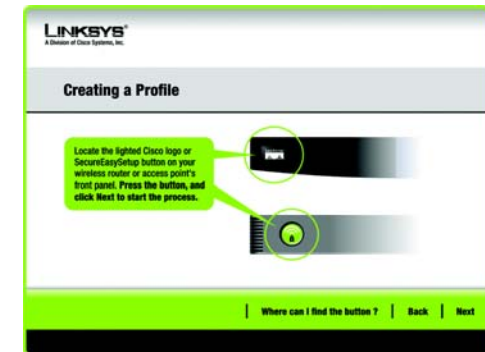 LINKSYS®
A Division of Cisco Systems, Inc.
Creating a Profile
Locate the lighted Cisco logo or
SecureEasySetup button on your
wireless router or access point's
front panel. Press the button, and
click Next to start the process.
Where can I find the button ? | Back | Next